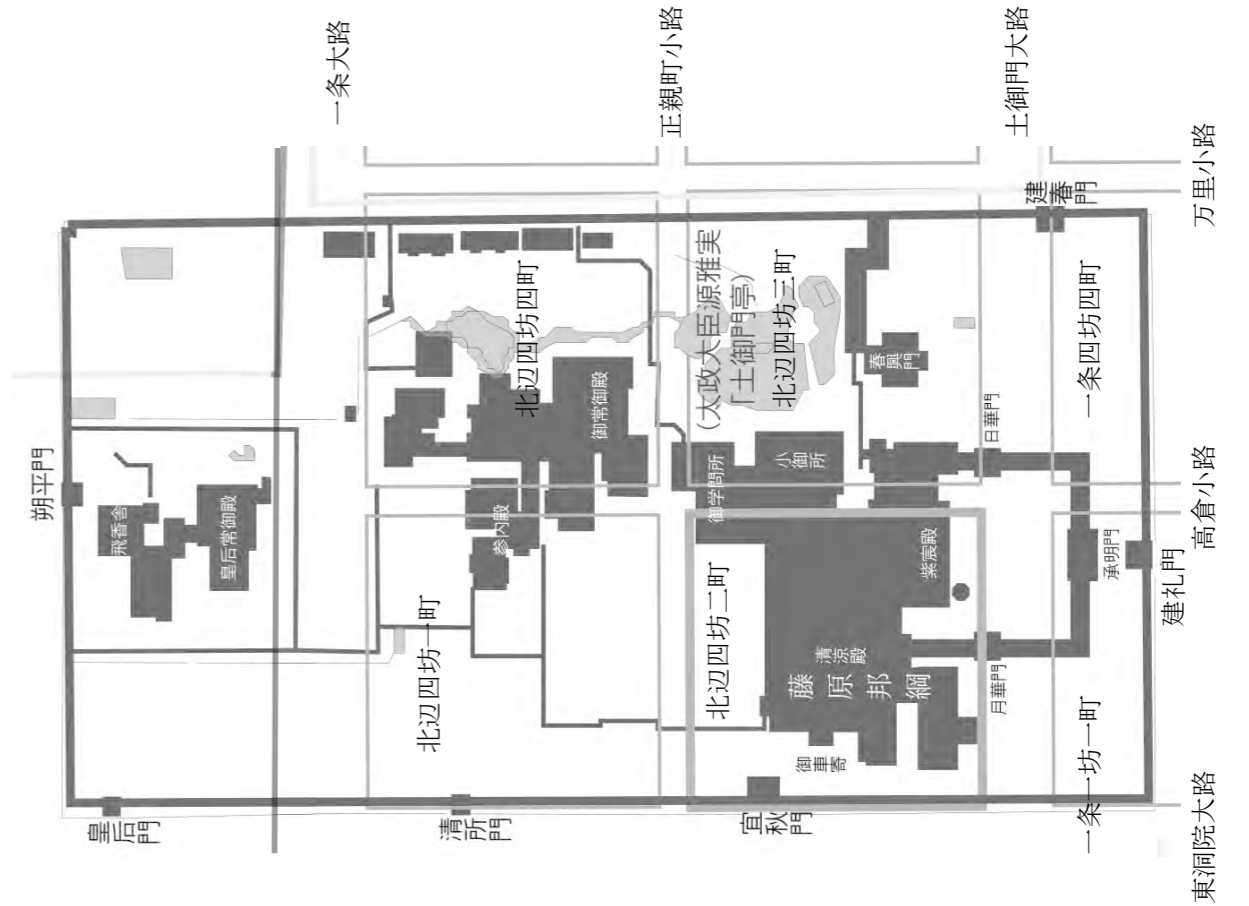 一条大路
正親町小路
土御門大路
万里小路
高倉小路
東洞院大路
朔平門
皇后門
清所門
宜秋門
建礼門
建春門
飛香舎
皇后常御殿
北辺四坊四町
御常御殿
参内殿
北辺四坊一町
(太政大臣源雅実
「土御門亭」)
北辺四坊三町
春興門
御学問所
小御所
日華門
一条四坊四町
北辺四坊二町
紫宸殿
清涼殿
藤原邦綱
御車寄
月華門
承明門
一条一坊一町